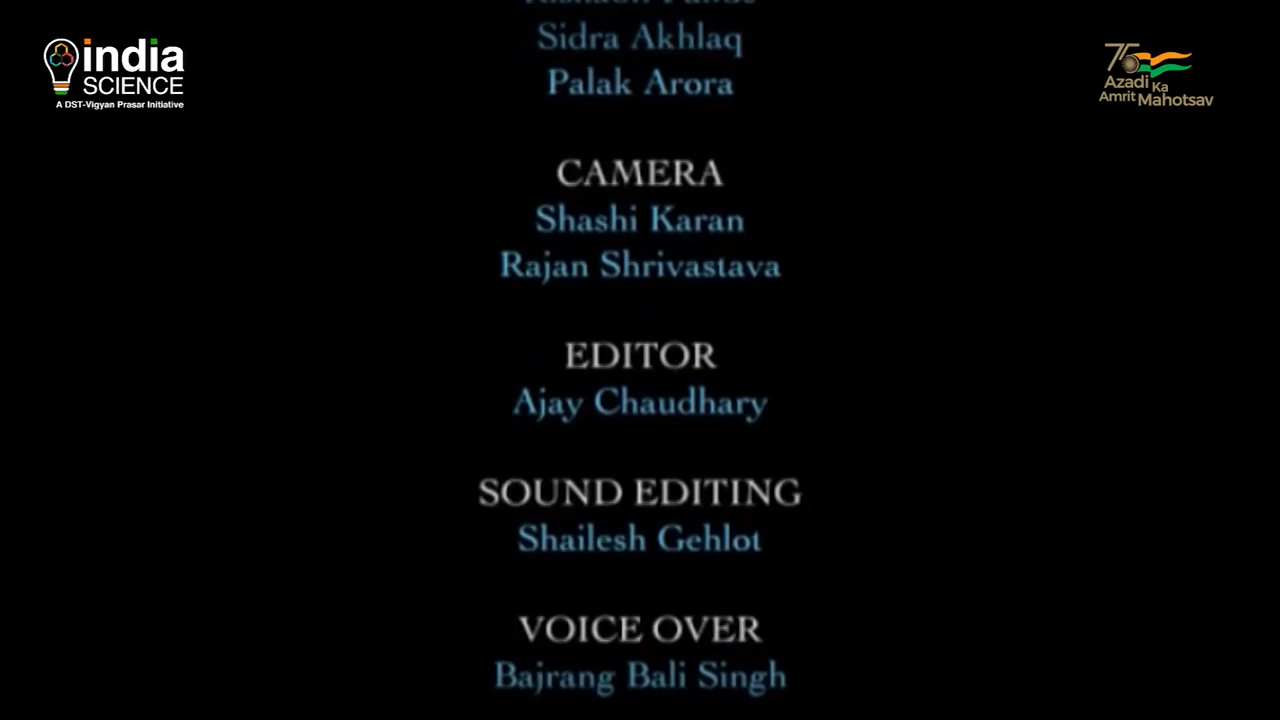 india
SCIENCE
A DST-Vigyan Prasar Initiative
75
Azadi Ka
Amrit Mahotsav
Sidra Akhlaq
Palak Arora
CAMERA
Shashi Karan
Rajan Shrivastava
EDITOR
Ajay Chaudhary
SOUND EDITING
Shailesh Gehlot
VOICE OVER
Bajrang Bali Singh